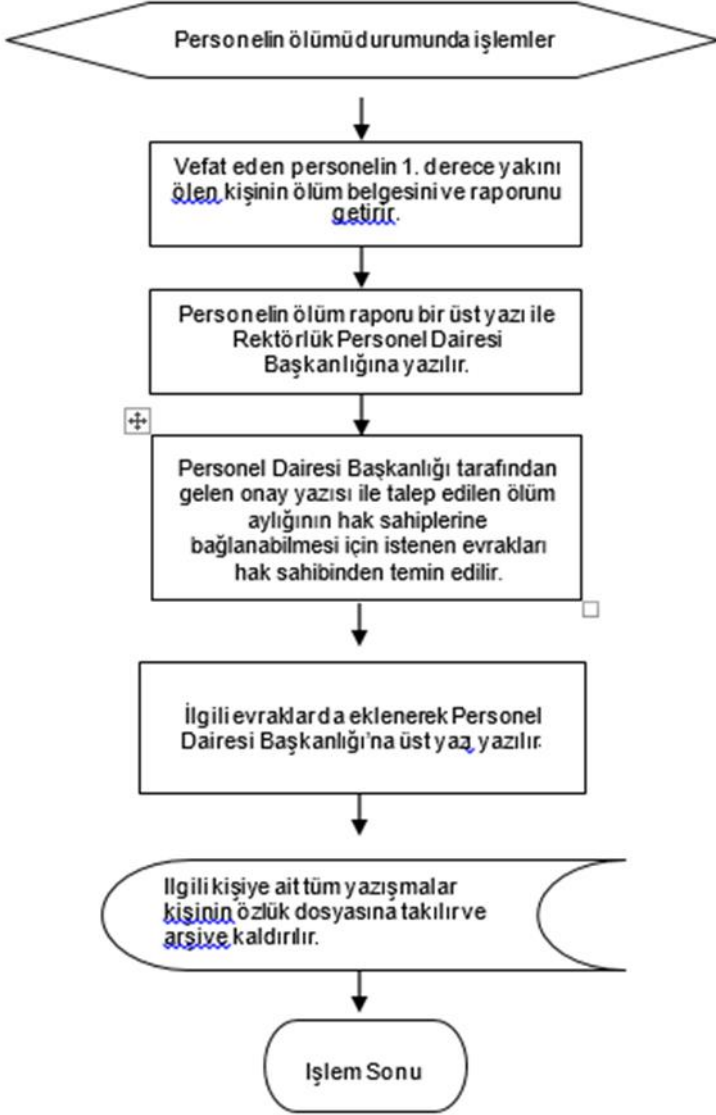 Personelin ölümü durumunda işlemler
Vefat eden personelin 1. derece yakını
ölen kişinin ölüm belgesini ve raporunu
getirir.
Personelin ölüm raporu bir üst yazı ile
Rektörlük Personel Dairesi
Başkanlığına yazılır.
Personel Dairesi Başkanlığı tarafından
gelen onay yazısı ile talep edilen ölüm
aylığının hak sahiplerine
bağlanabilmesi için istenen evrakları
hak sahibinden temin edilir.
İlgili evraklar da eklenerek Personel
Dairesi Başkanlığı'na üst yazı yazılır.
Ilgili kişiye ait tüm yazışmalar
kişinin özlük dosyasına takılır ve
arşive kaldırılır.
Işlem Sonu